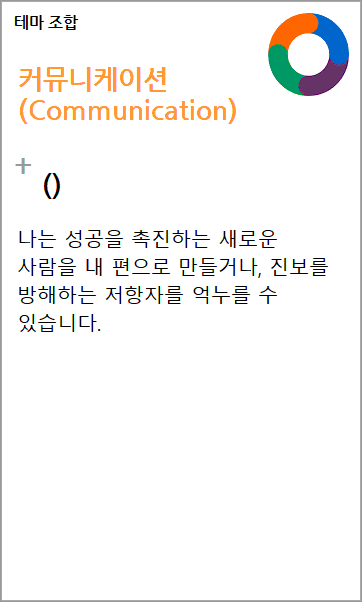 테마 조합
커뮤니케이션
(Communication)
+
()
나는 성공을 촉진하는 새로운
사람을 내 편으로 만들거나, 진보를
방해하는 저항자를 억누를 수
있습니다.